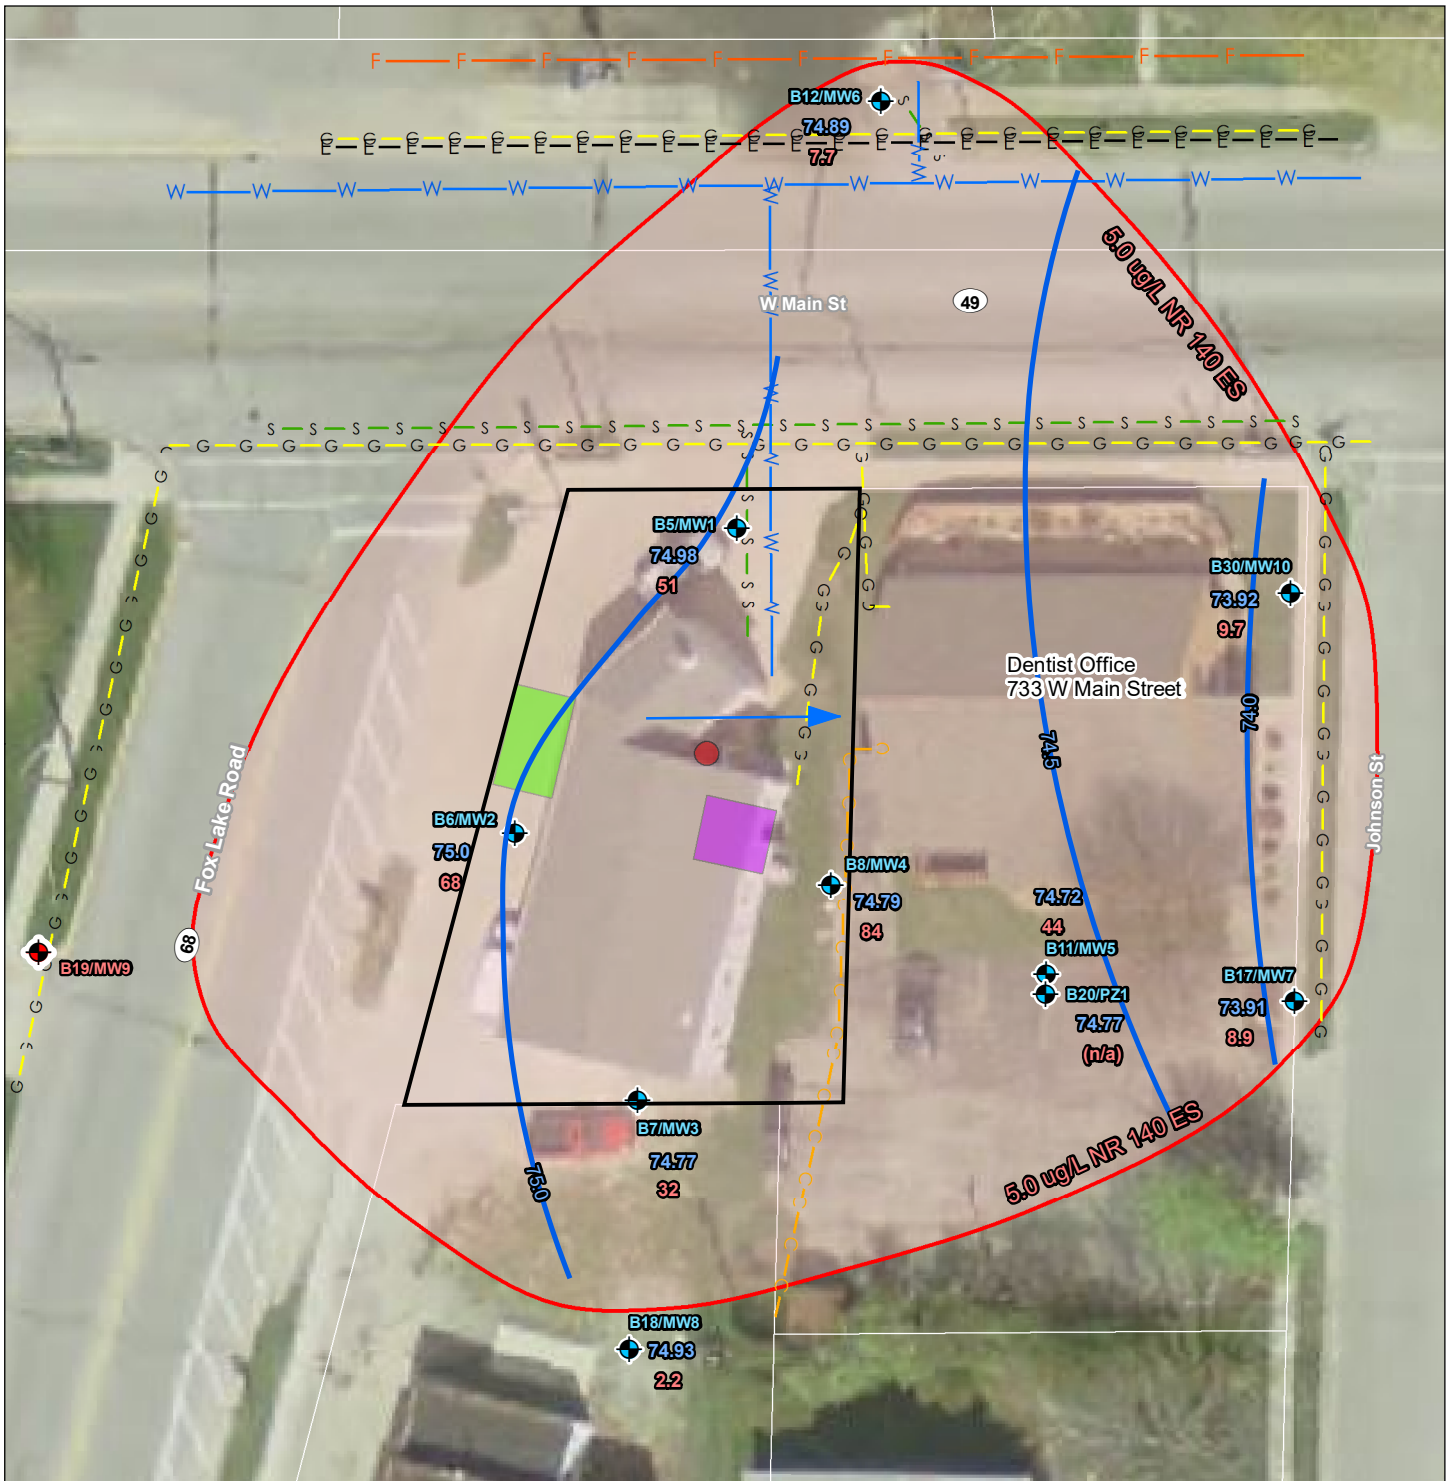 F F F F F F F F F F F
B12/MW6
74.89
7.7
W Main St
49
5.0 ug/L NR 140 ES
B5/MW1
74.98
51
B30/MW10
73.92
9.7
Dentist Office
733 W Main Street
74.0
74.5
Fox Lake Road
Johnson St
B6/MW2
75.0
68
B8/MW4
74.79
84
74.72
44
B11/MW5
B20/PZ1
74.77
(n/a)
B17/MW7
73.91
8.9
68
B19/MW9
B7/MW3
74.77
32
75.0
5.0 ug/L NR 140 ES
B18/MW8
74.93
2.2